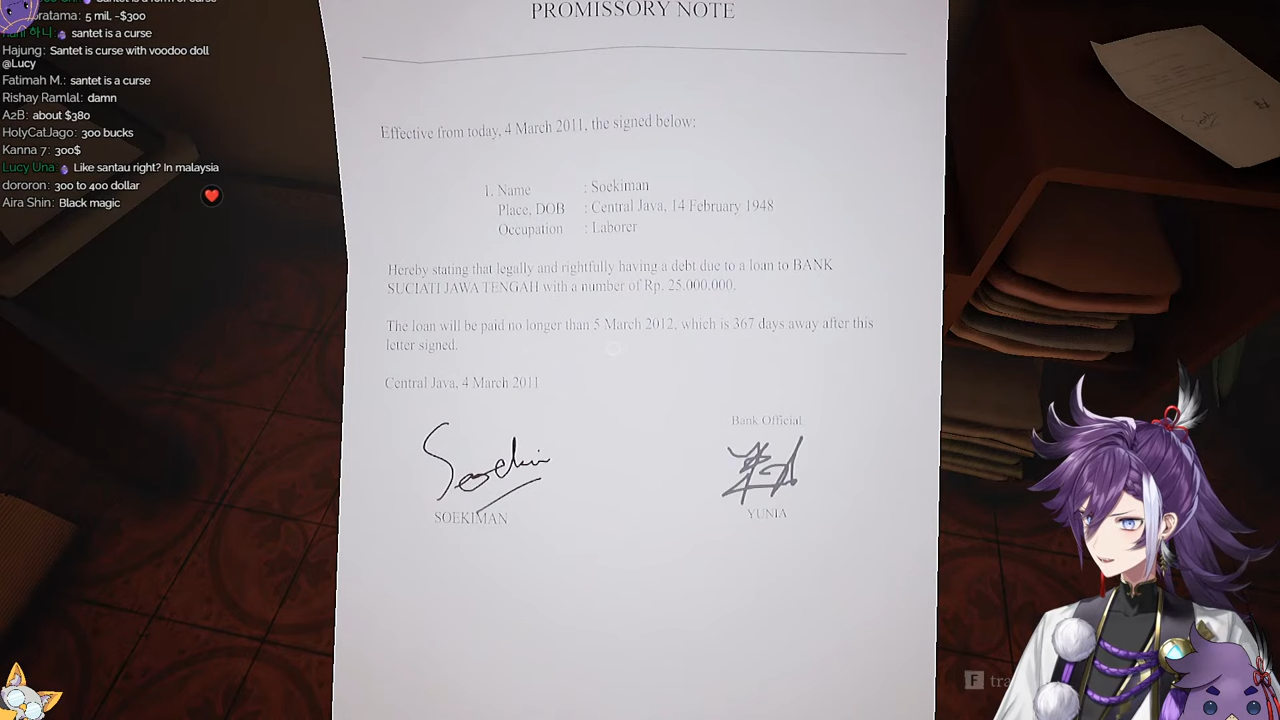 pratama: 5 mil, -$300
santet is a curse
Hajung: Santet is curse with voodoo doll
@Lucy
Fatimah M.: santet is a curse
Rishay Ramlal: damn
A2B: about $380
HolyCatJago: 300 bucks
Kanna 7: 300$
Lucy Una: Like santau right? In malaysia
dororon: 300 to 400 dollar
Aira Shin: Black magic
PROMISSORY NOTE
Effective from today, 4 March 2011, the signed below:
1. Name : Soekiman
Place, DOB : Central Java, 14 February 1948
Occupation : Laborer
Hereby stating that legally and rightfully having a debt due to a loan to BANK
SUCIATI JAWA TENGAH with a number of Rp. 25.000.000.
The loan will be paid no longer than 5 March 2012, which is 367 days away after this
letter signed.
Central Java, 4 March 2011
Bank Official
SOEKIMAN
YUNIA
F